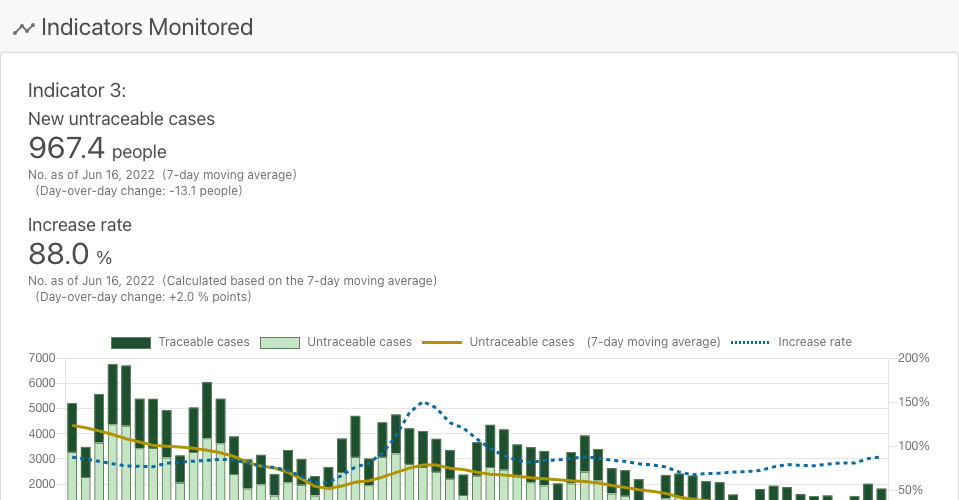 Indicators Monitored
Indicator 3:
New untraceable cases
967.4 people
No. as of Jun 16, 2022 (7-day moving average)
(Day-over-day change: -13.1 people)
Increase rate
88.0 %
No. as of Jun 16, 2022 (Calculated based on the 7-day moving average)
(Day-over-day change: +2.0 % points)
Traceable cases Untraceable cases Untraceable cases (7-day moving average) Increase rate
7000 200%
6000
5000 150%
4000
3000 100%
2000 50%